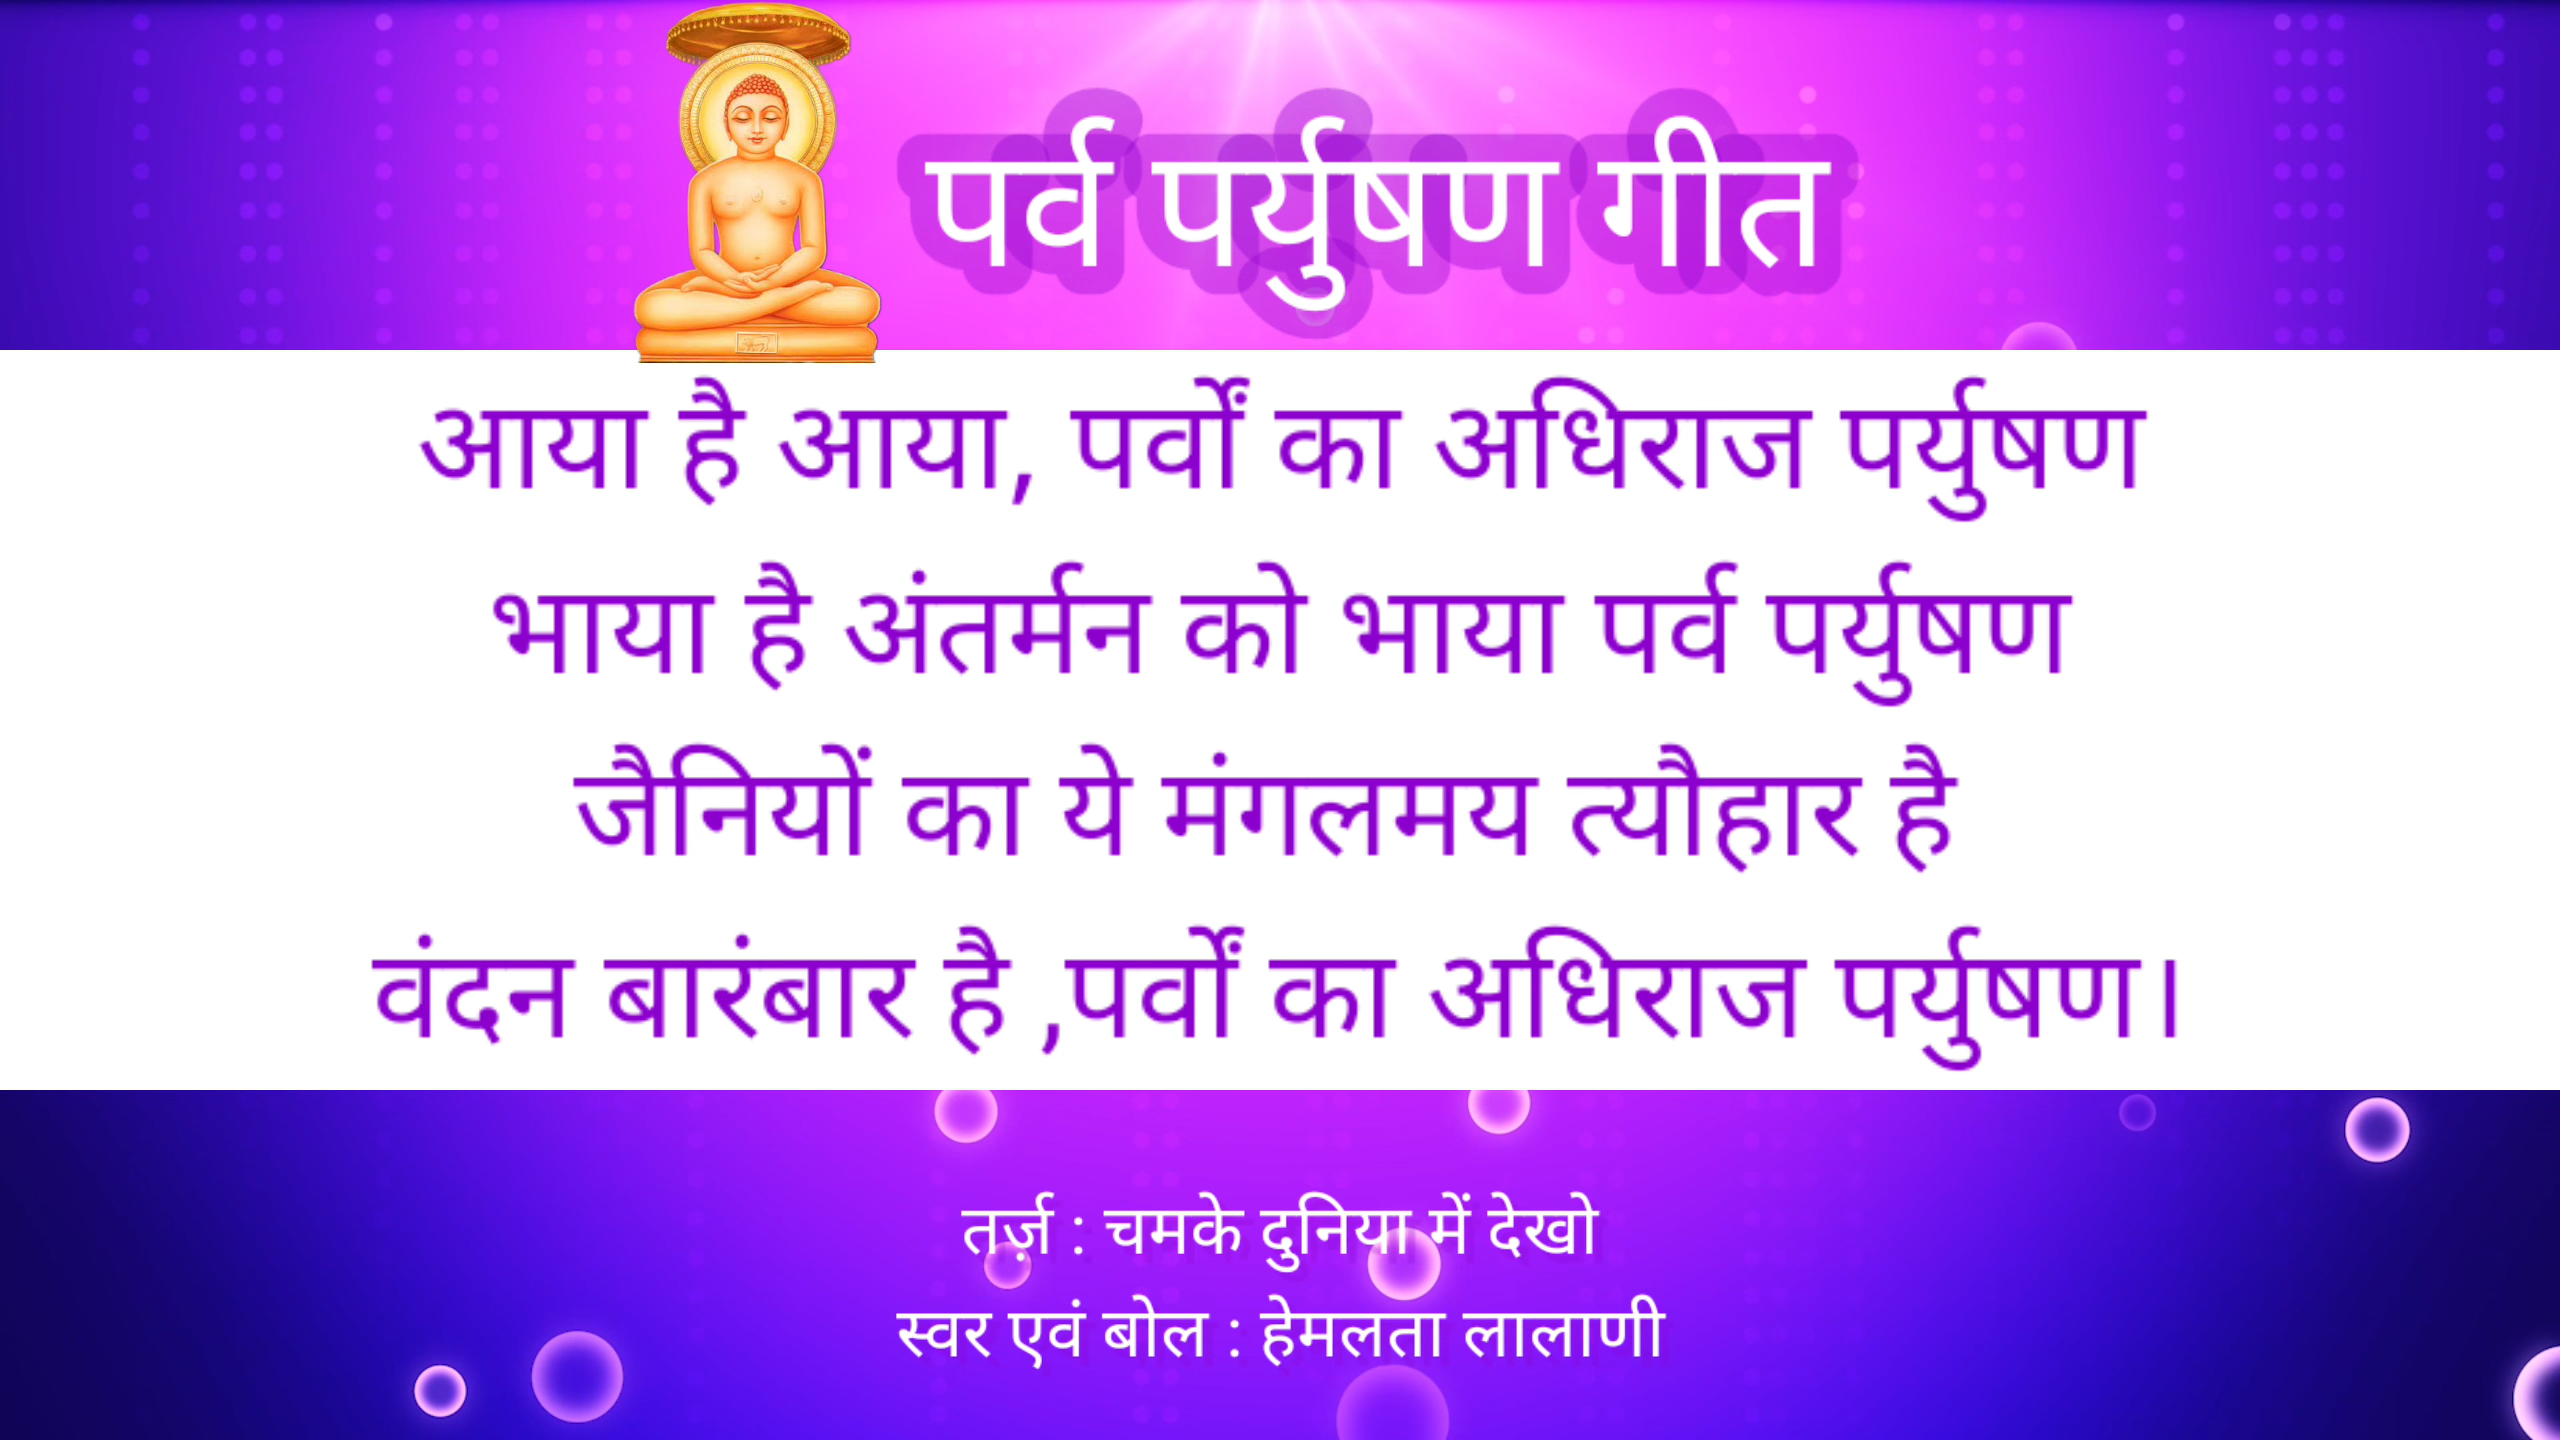 पर्व पर्युषण गीत
आया है आया, पर्वों का अधिराज पर्युषण
भाया है अंतर्मन को भाया पर्व पर्युषण
जैनियों का ये मंगलमय त्यौहार है
वंदन बारंबार है ,पर्वों का अधिराज पर्युषण।
तर्ज़ : चमके दुनिया में देखो
स्वर एवं बोल : हेमलता लालाणी